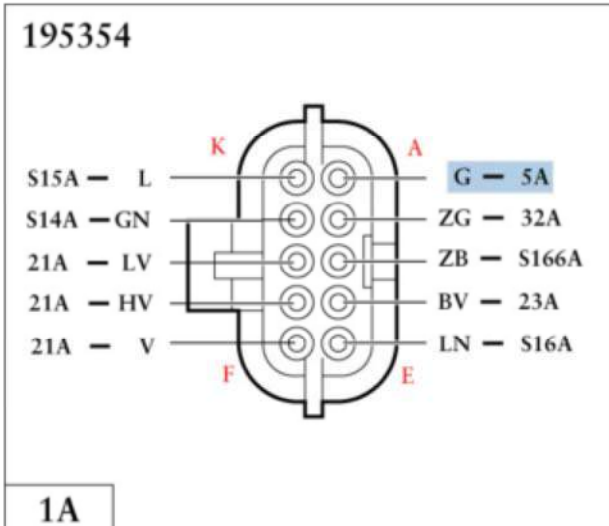 195354
K A
S15A – L G – 5A
S14A – GN ZG – 32A
21A – LV ZB – S166A
21A – HV BV – 23A
21A – V LN – S16A
F E
1A